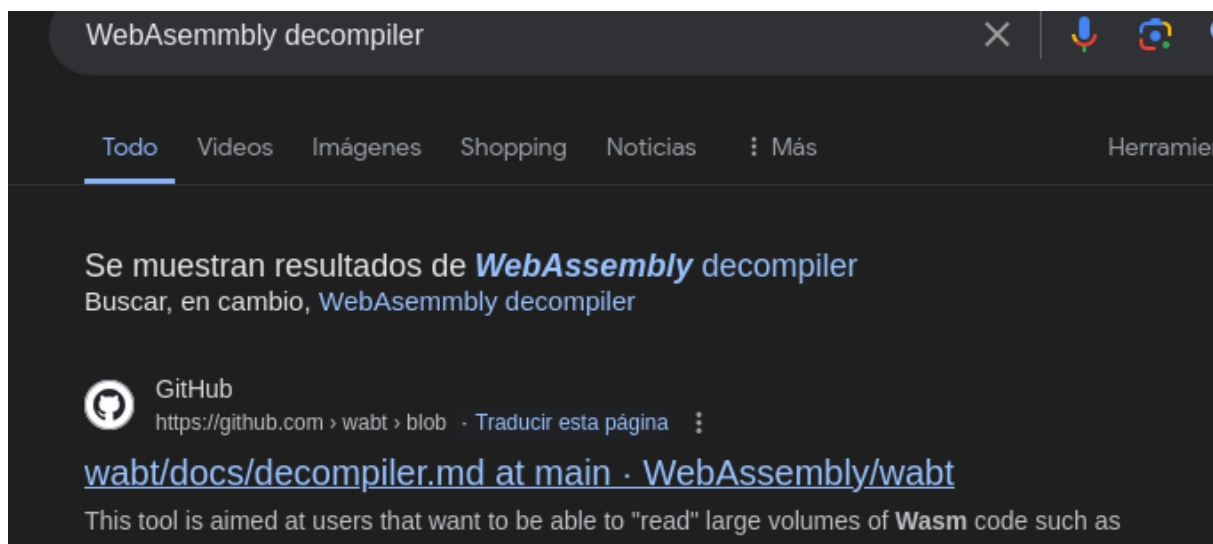 WebAsemmbly decompiler
Todo Videos Imágenes Shopping Noticias Más
Se muestran resultados de WebAssembly decompiler
Buscar, en cambio, WebAsemmbly decompiler
GitHub
https://github.com › wabt › blob · Traducir esta página
wabt/docs/decompiler.md at main · WebAssembly/wabt
This tool is aimed at users that want to be able to "read" large volumes of Wasm code such as